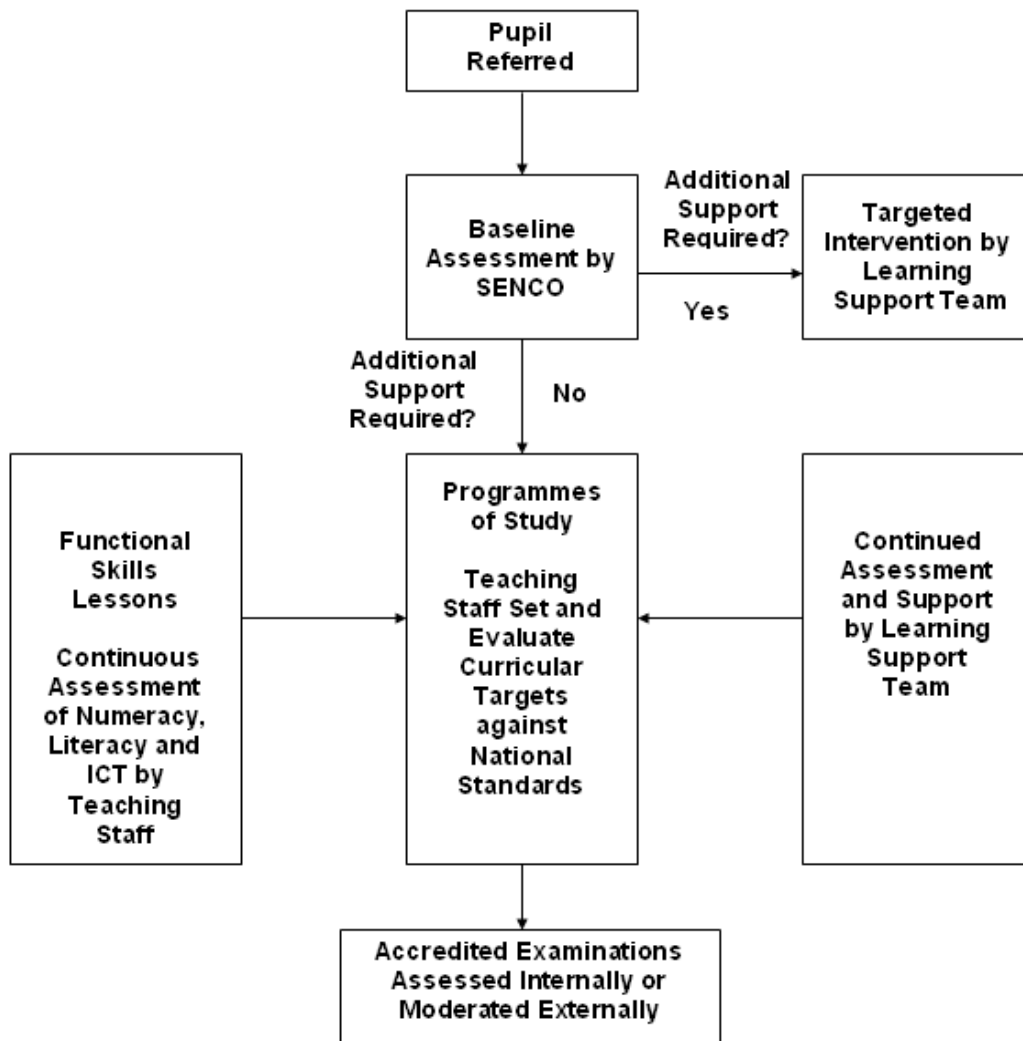 Pupil
Referred
Baseline
Assessment by
SENCO
Additional
Support
Required?
Yes
Targeted
Intervention by
Learning
Support Team
Additional
Support
Required?
No
Functional
Skills
Lessons
Continuous
Assessment
of Numeracy,
Literacy and
ICT by
Teaching
Staff
Programmes
of Study
Teaching
Staff Set and
Evaluate
Curricular
Targets
against
National
Standards
Continued
Assessment
and Support
by Learning
Support
Team
Accredited Examinations
Assessed Internally or
Moderated Externally